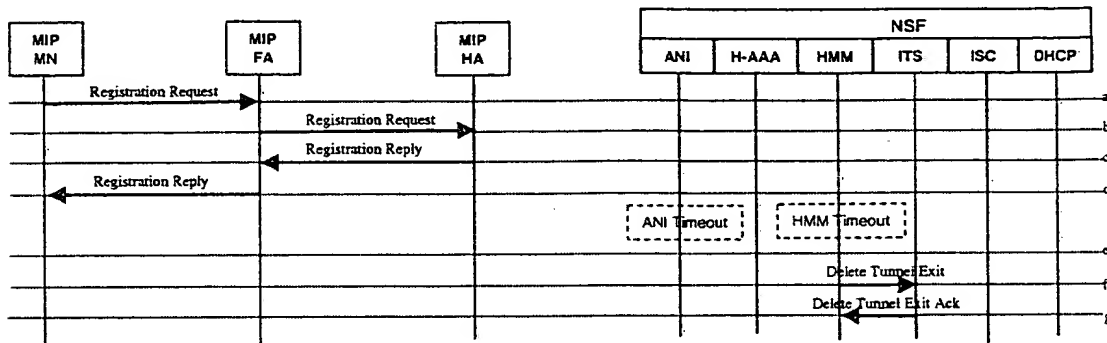 NSF
MIP
MN
MIP
FA
MIP
HA
ANI
H-AAA
HMM
ITS
ISC
DHCP
Registration Request
a
Registration Request
b
Registration Reply
c
Registration Reply
d
ANI Timeout
HMM Timeout
e
Delete Tunnel Exit
f
Delete Tunnel Exit Ack
g